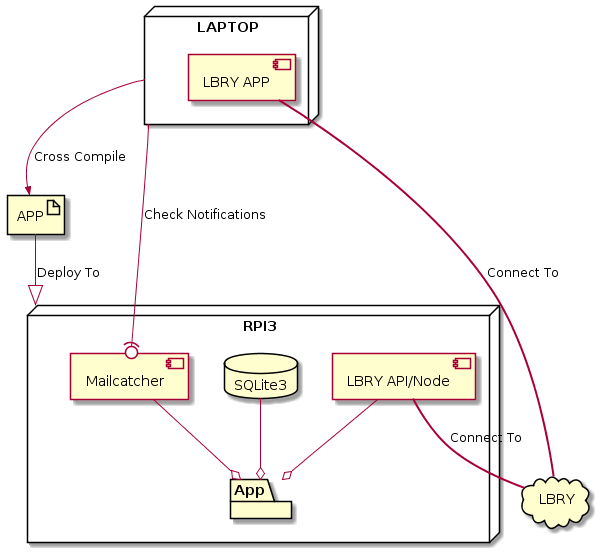 LAPTOP
LBRY APP
Cross Compile
APP
Check Notifications
Deploy To
Connect To
RPI3
Mailcatcher
SQLite3
LBRY API/Node
Connect To
App
LBRY